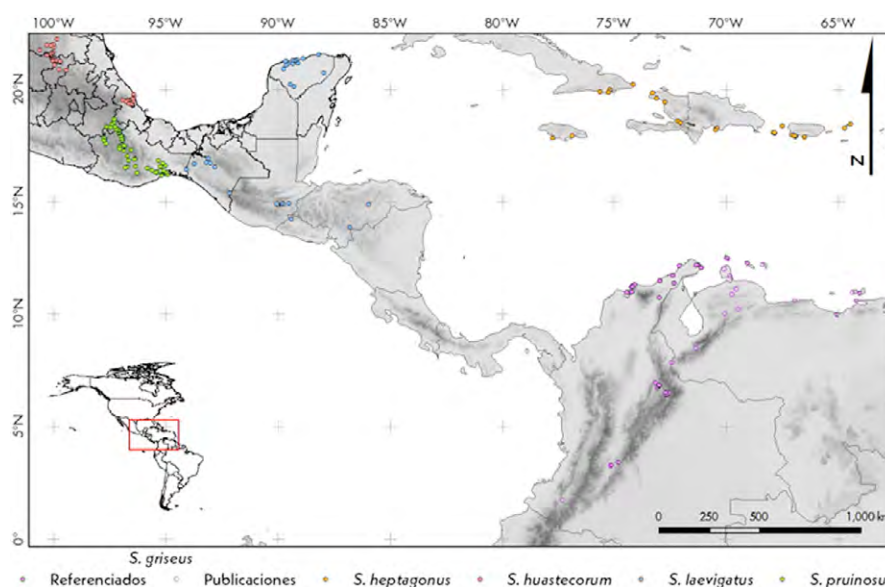 100°W 95°W 90°W 85°W 80°W 75°W 70°W 65°W
20°N
N
15°N
10°N
5°N
0 250 500 1,000 km
0°
S. griseus
Referenciados Publicaciones S. heptagonus S. huastecorum S. laevigatus S. pruinosu